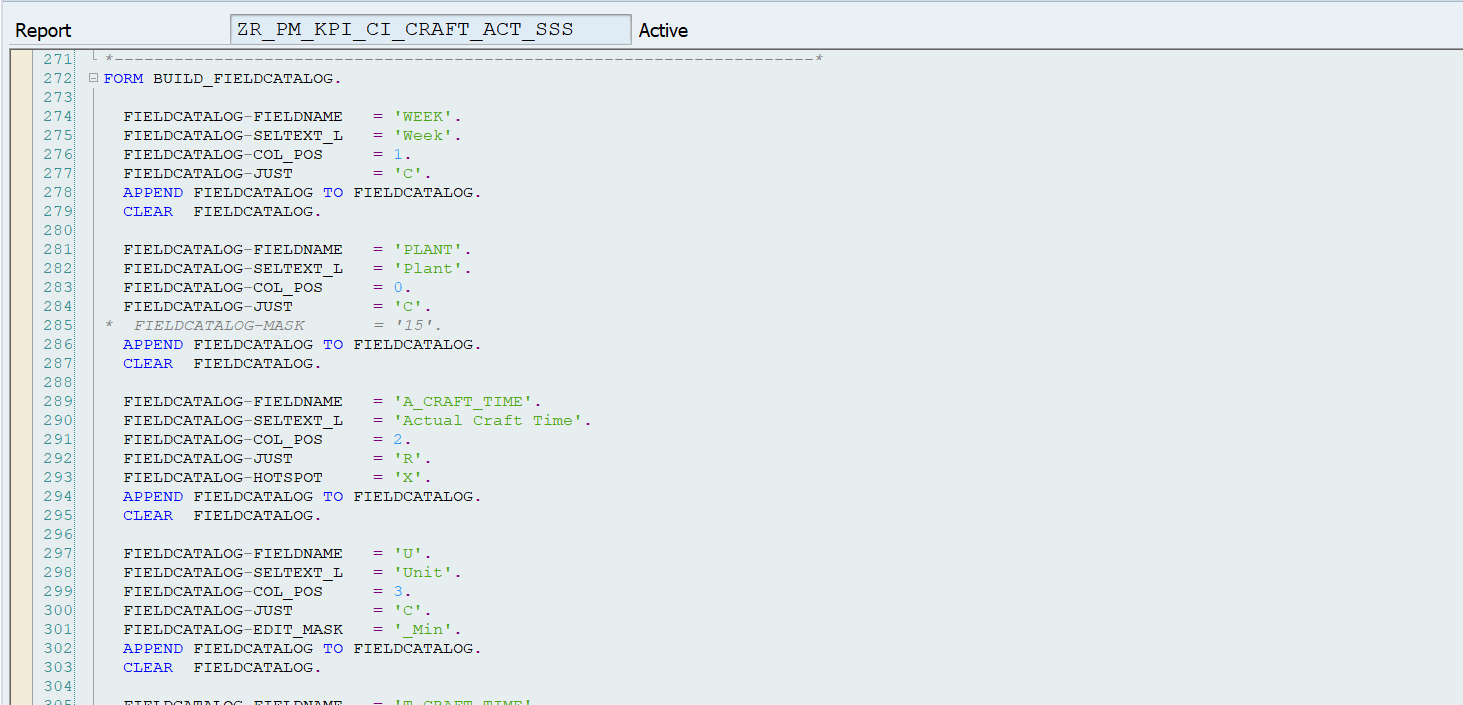 Report ZR_PM_KPI_CI_CRAFT_ACT_SSS Active
271 *----------------------------------------------------------------------*
272 FORM BUILD_FIELDCATALOG.
273
274 FIELDCATALOG-FIELDNAME = 'WEEK'.
275 FIELDCATALOG-SELTEXT_L = 'Week'.
276 FIELDCATALOG-COL_POS = 1.
277 FIELDCATALOG-JUST = 'C'.
278 APPEND FIELDCATALOG TO FIELDCATALOG.
279 CLEAR FIELDCATALOG.
280
281 FIELDCATALOG-FIELDNAME = 'PLANT'.
282 FIELDCATALOG-SELTEXT_L = 'Plant'.
283 FIELDCATALOG-COL_POS = 0.
284 FIELDCATALOG-JUST = 'C'.
285 * FIELDCATALOG-MASK = '15'.
286 APPEND FIELDCATALOG TO FIELDCATALOG.
287 CLEAR FIELDCATALOG.
288
289 FIELDCATALOG-FIELDNAME = 'A_CRAFT_TIME'.
290 FIELDCATALOG-SELTEXT_L = 'Actual Craft Time'.
291 FIELDCATALOG-COL_POS = 2.
292 FIELDCATALOG-JUST = 'R'.
293 FIELDCATALOG-HOTSPOT = 'X'.
294 APPEND FIELDCATALOG TO FIELDCATALOG.
295 CLEAR FIELDCATALOG.
296
297 FIELDCATALOG-FIELDNAME = 'U'.
298 FIELDCATALOG-SELTEXT_L = 'Unit'.
299 FIELDCATALOG-COL_POS = 3.
300 FIELDCATALOG-JUST = 'C'.
301 FIELDCATALOG-EDIT_MASK = '_Min'.
302 APPEND FIELDCATALOG TO FIELDCATALOG.
303 CLEAR FIELDCATALOG.
304
305 FIELDCATALOG-FIELDNAME = 'T_CRAFT_TIME'